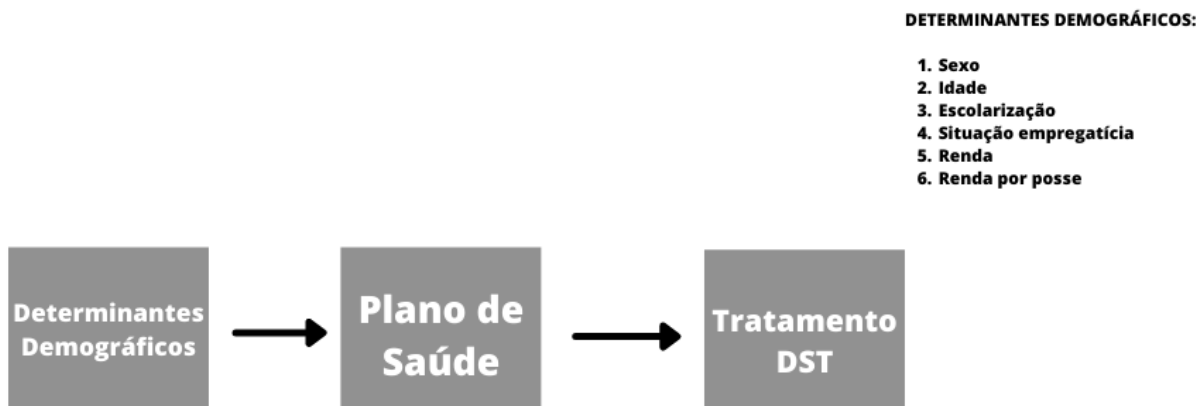 DETERMINANTES DEMOGRÁFICOS:
1. Sexo
2. Idade
3. Escolarização
4. Situação empregatícia
5. Renda
6. Renda por posse
Determinantes
Demográficos
Plano de
Saúde
Tratamento
DST